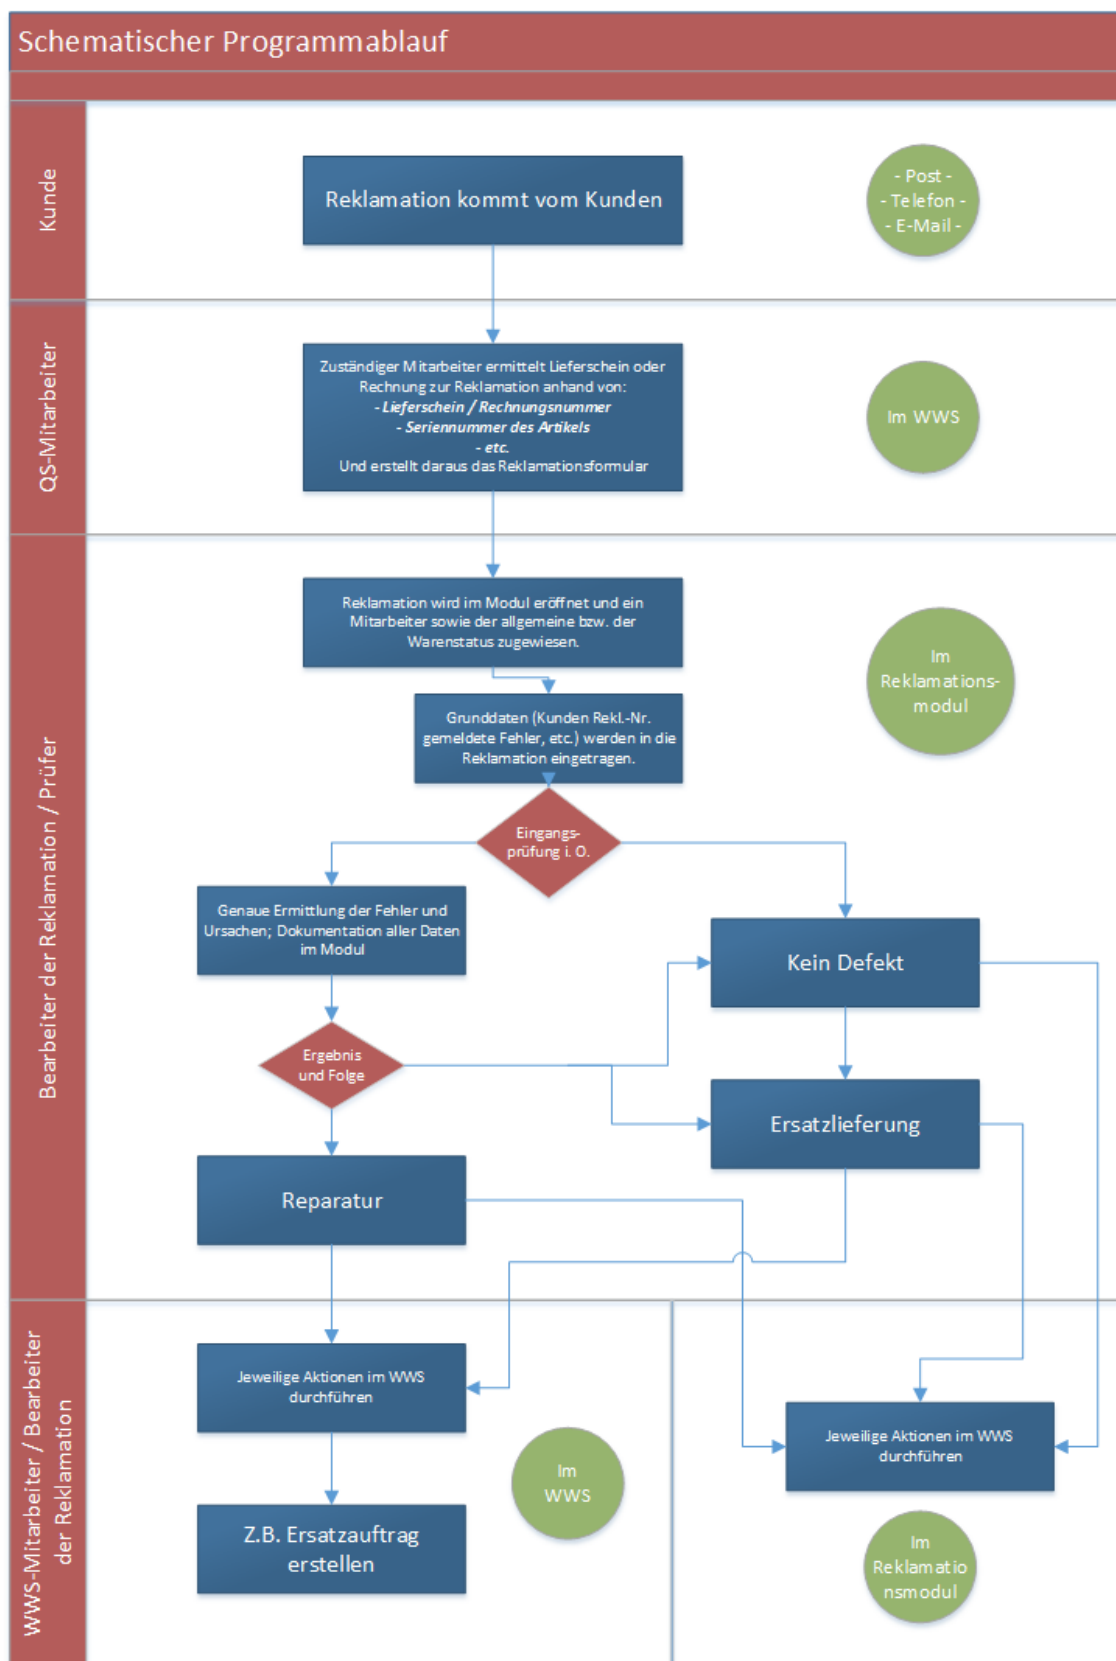 Schematischer Programmablauf
Kunde
Reklamation kommt vom Kunden
- Post -
- Telefon -
- E-Mail -
QS-Mitarbeiter
Zuständiger Mitarbeiter ermittelt Lieferschein oder
Rechnung zur Reklamation anhand von:
- Lieferschein / Rechnungsnummer
- Seriennummer des Artikels
- etc.
Und erstellt daraus das Reklamationsformular
Im WWS
Bearbeiter der Reklamation / Prüfer
Reklamation wird im Modul eröffnet und ein
Mitarbeiter sowie der allgemeine bzw. der
Warenstatus zugewiesen.
Im
Reklamations-
modul
Grunddaten (Kunden Rekl.-Nr.
gemeldete Fehler, etc.) werden in die
Reklamation eingetragen.
Eingangs-
prüfung i. O.
Genaue Ermittlung der Fehler und
Ursachen; Dokumentation aller Daten
im Modul
Kein Defekt
Ergebnis
und Folge
Ersatzlieferung
Reparatur
WWS-Mitarbeiter / Bearbeiter
der Reklamation
Jeweilige Aktionen im WWS
durchführen
Im
WWS
Z.B. Ersatzauftrag
erstellen
Jeweilige Aktionen im WWS
durchführen
Im
Reklamatio
nsmodul